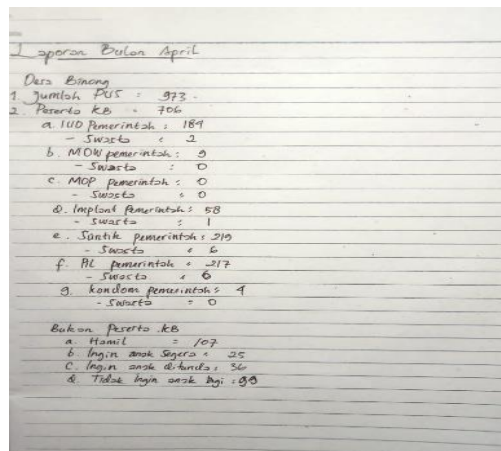 Laporan Bulan April
Desa Binong
1. Jumlah PUS : 973 -
2. Peserta KB = 706
a. IUD Pemerintah : 184
- Swasta : 2
b. MOW pemerintah : 9
- Swasta : 0
c. MOP pemerintah : 0
- Swasta : 0
d. Implant Pemerintah : 58
- Swasta : 1
e. Suntik pemerintah : 219
- Swasta : 6
f. PIL pemerintah : 217
- Swasta : 6
g. kondom pemerintah : 4
- Swasta = 0
Bukan Peserta KB
a. Hamil = 107
b. Ingin anak Segera : 25
c. Ingin anak ditunda : 36
d. Tidak Ingin anak lagi : 99